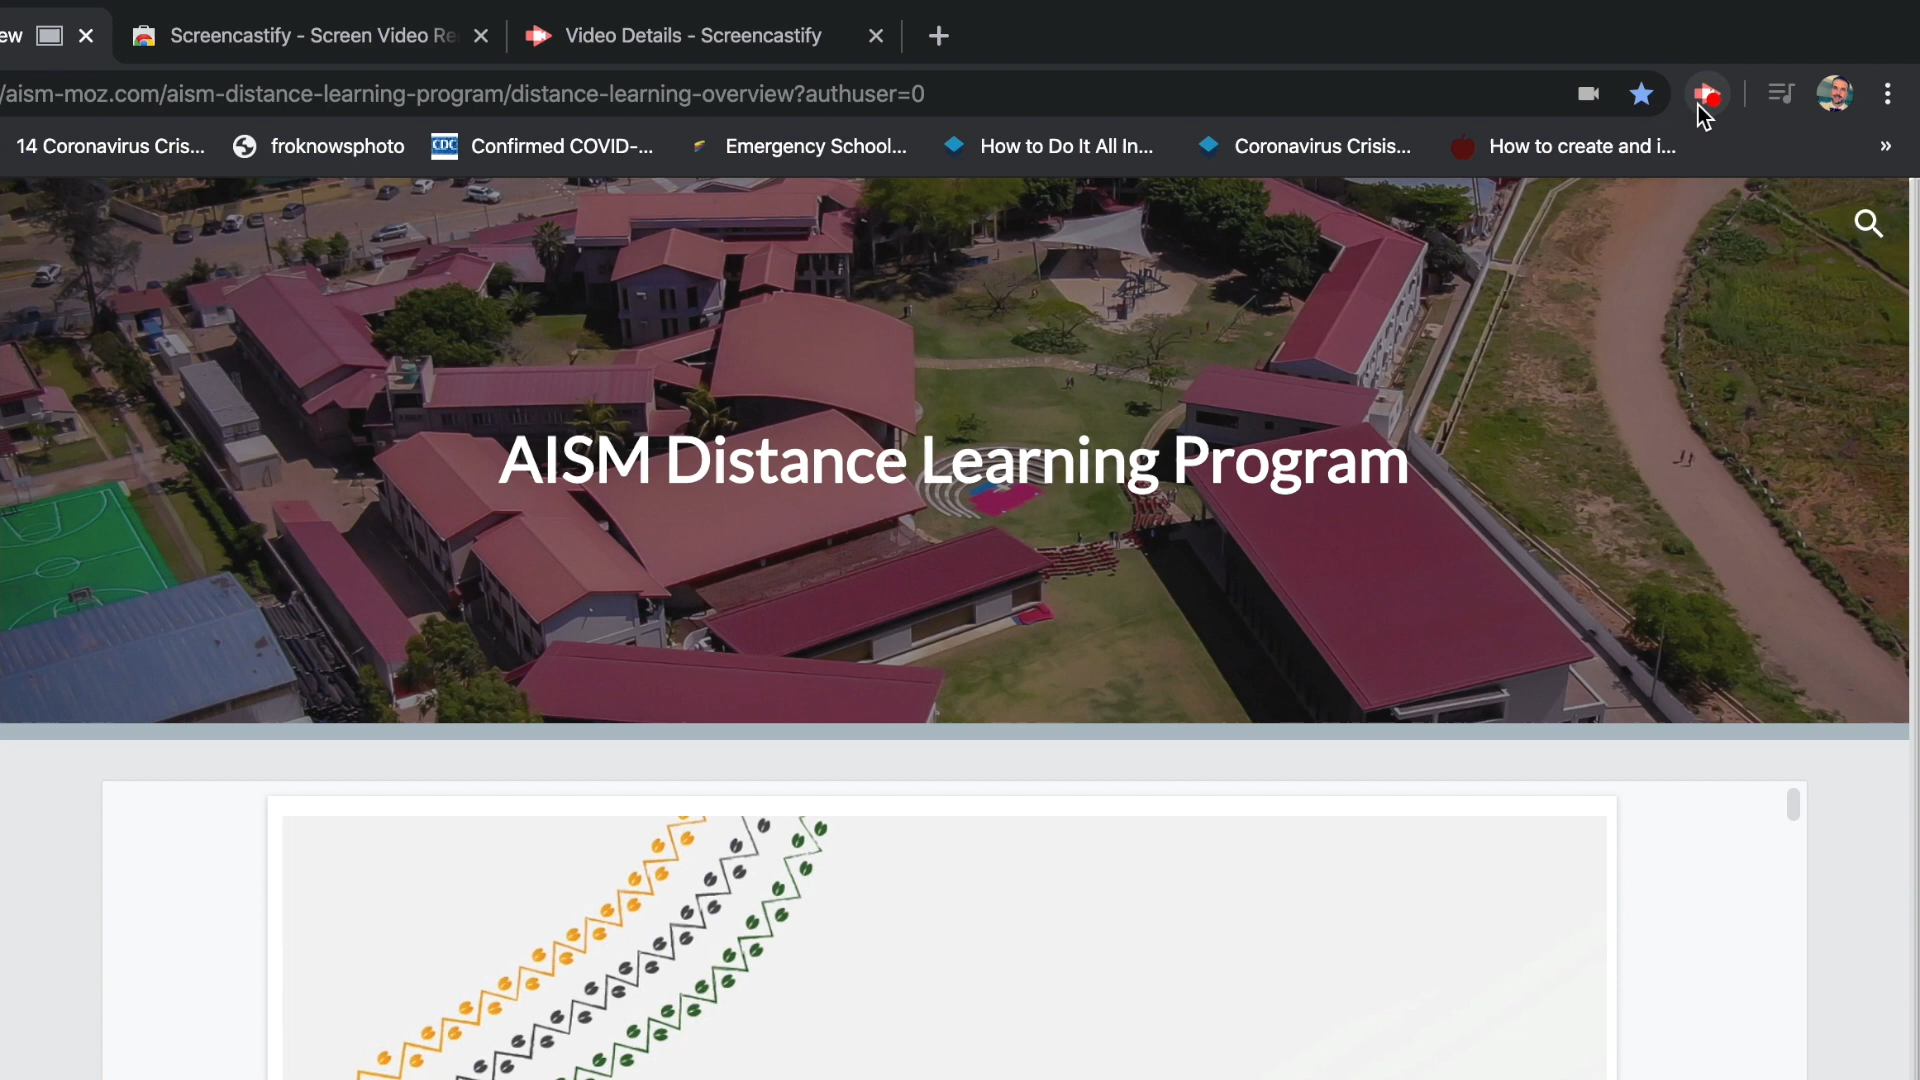 ew
Screencastify - Screen Video Re
Video Details - Screencastify
/aism-moz.com/aism-distance-learning-program/distance-learning-overview?authuser=0
14 Coronavirus Cris...
froknowsphoto
CDC
Confirmed COVID-...
Emergency School...
How to Do It All In...
Coronavirus Crisis...
How to create and i...
AISM Distance Learning Program